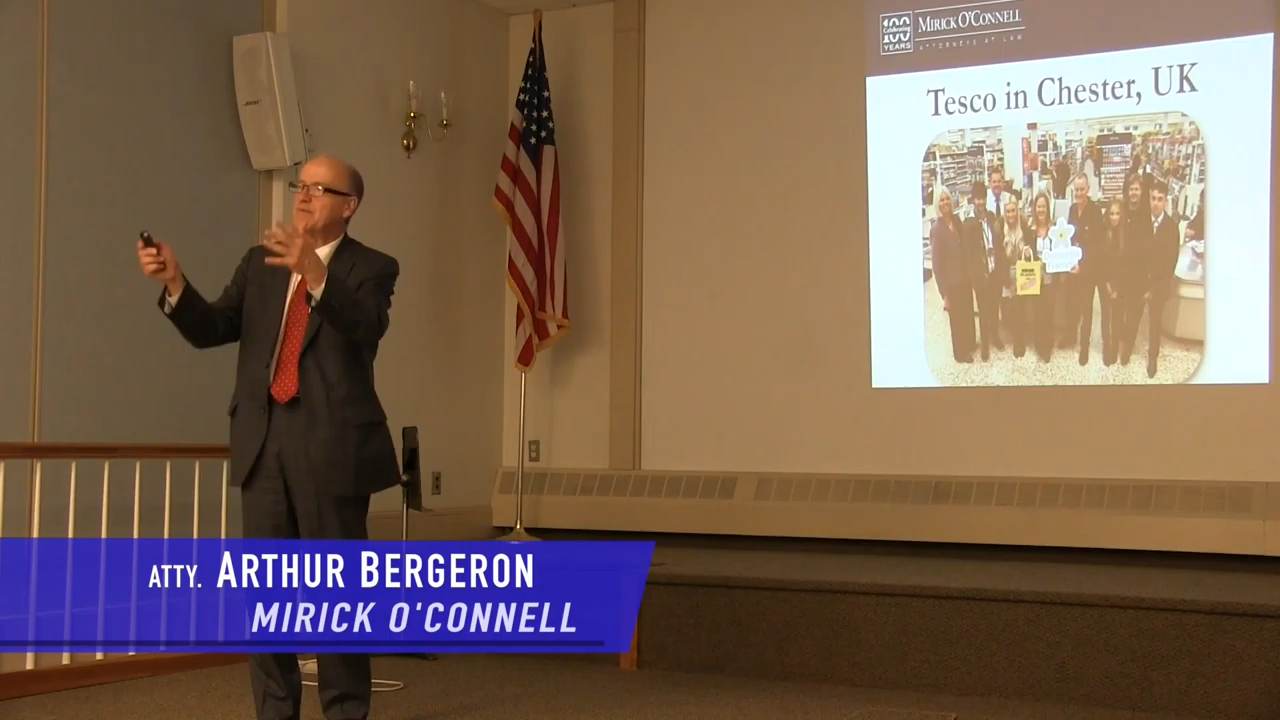 Celebrating
100
YEARS
MIRICK O'CONNELL
ATTORNEYS AT LAW
Tesco in Chester, UK
ATTY. ARTHUR BERGERON
MIRICK O'CONNELL